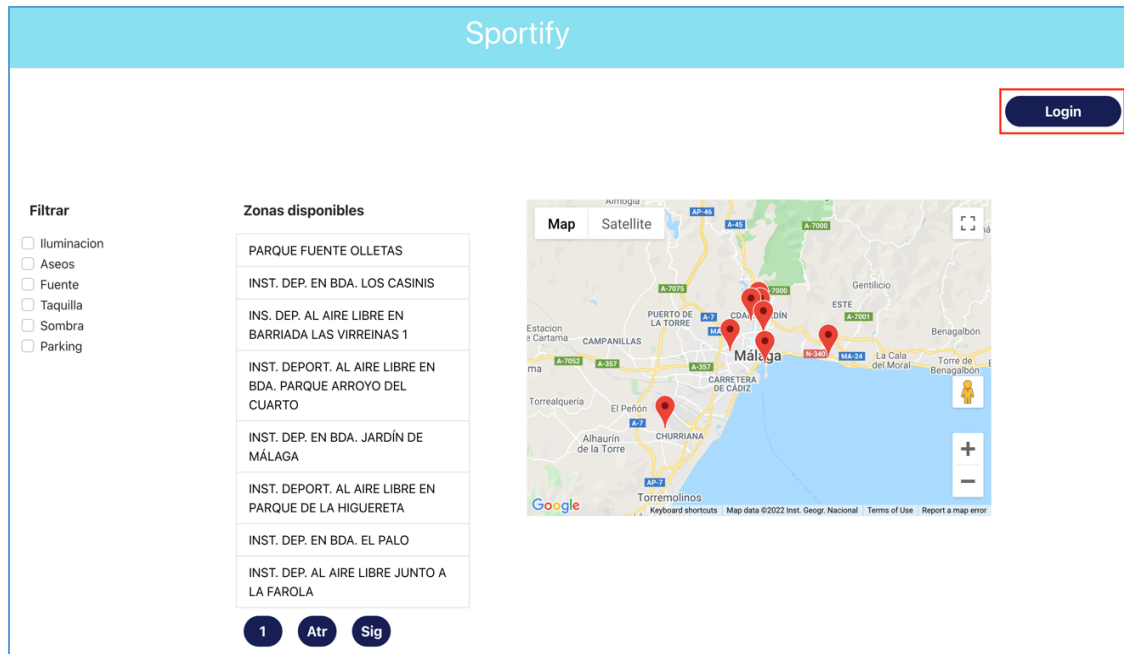 Sportify
Login
Filtrar
Iluminacion
Aseos
Fuente
Taquilla
Sombra
Parking
Zonas disponibles
PARQUE FUENTE OLLETAS
INST. DEP. EN BDA. LOS CASINIS
INS. DEP. AL AIRE LIBRE EN
BARRIADA LAS VIRREINAS 1
INST. DEPORT. AL AIRE LIBRE EN
BDA. PARQUE ARROYO DEL
CUARTO
INST. DEP. EN BDA. JARDÍN DE
MÁLAGA
INST. DEPORT. AL AIRE LIBRE EN
PARQUE DE LA HIGUERETA
INST. DEP. EN BDA. EL PALO
INST. DEP. AL AIRE LIBRE JUNTO A
LA FAROLA
1 Atr Sig
Map Satellite
Almogía
AP-46
A-45
A-7000
A-7075
7000
Gentilicio
PUERTO DE
LA TORRE
A-7
ESTE
A-7001
Estacion
e Cartama
CAMPANILLAS
Benagalbón
Málaga
N-340
MA-24
La Cala
del Moral
Torre de
Benagalbón
A-7052
A-357
ma
A-357
CARRETERA
DE CÁDIZ
Torrealqueria
El Peñón
A-7
CHURRIANA
Alhaurín
de la Torre
AP-7
Torremolinos
Google
Keyboard shortcuts Map data ©2022 Inst. Geogr. Nacional Terms of Use Report a map error